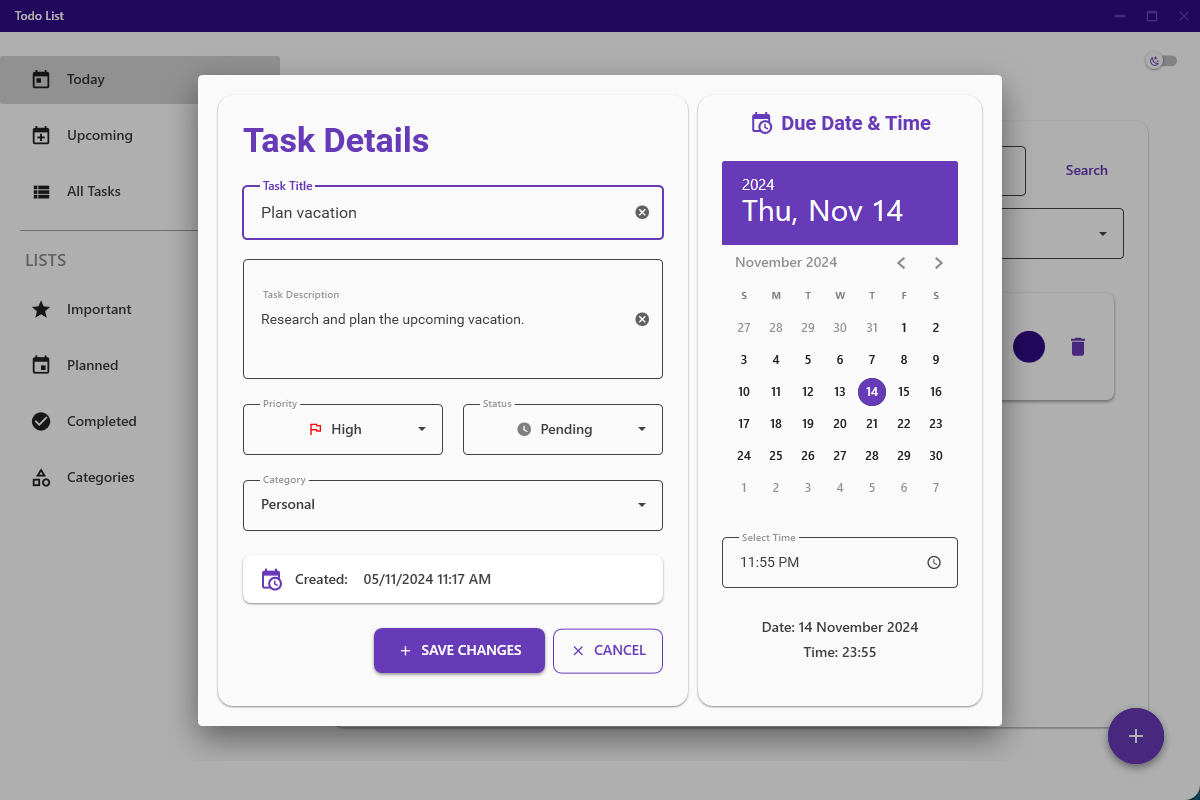 Todo List
Today
Upcoming
All Tasks
LISTS
Important
Planned
Completed
Categories
Search
Task Details
Task Title
Plan vacation
Task Description
Research and plan the upcoming vacation.
Priority
High
Status
Pending
Category
Personal
Created: 05/11/2024 11:17 AM
SAVE CHANGES
CANCEL
Due Date & Time
2024
Thu, Nov 14
November 2024
S M T W T F S
27 28 29 30 31 1 2
3 4 5 6 7 8 9
10 11 12 13 14 15 16
17 18 19 20 21 22 23
24 25 26 27 28 29 30
1 2 3 4 5 6 7
Select Time
11:55 PM
Date: 14 November 2024
Time: 23:55